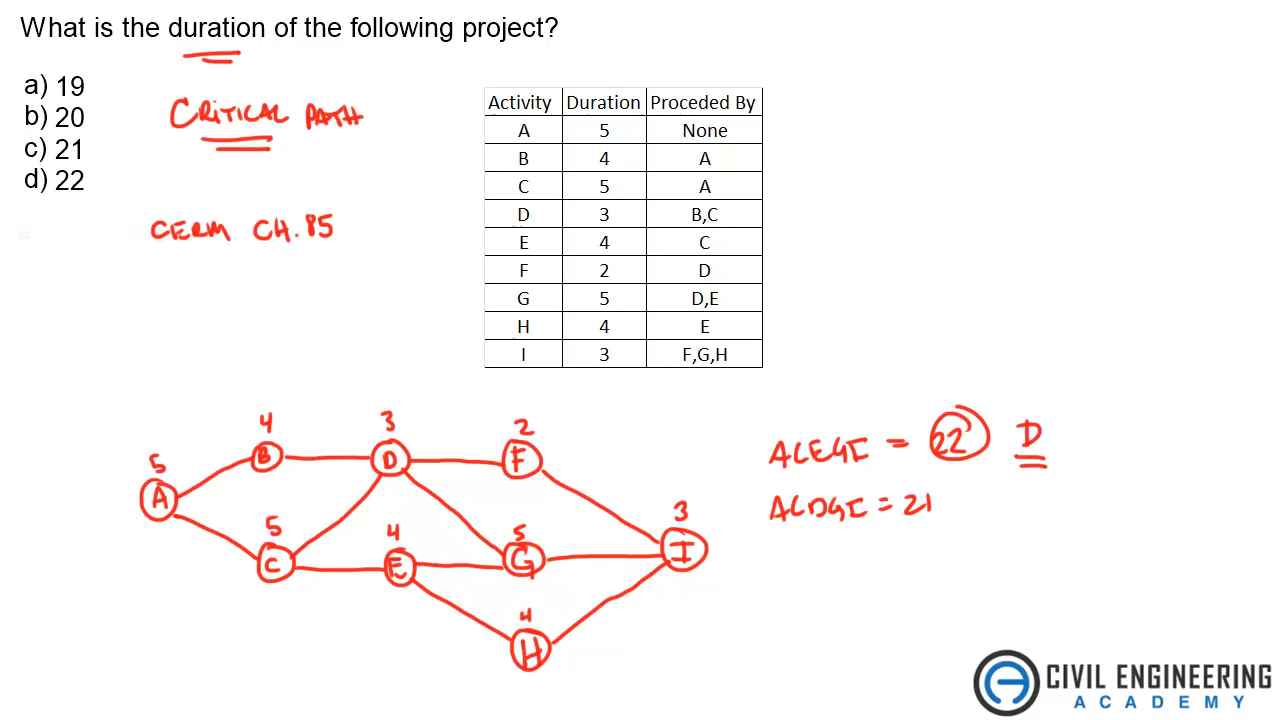 What is the duration of the following project?
a) 19
b) 20
c) 21
d) 22
CRITICAL PATH
CERM CH. 85
Activity Duration Proceded By
A 5 None
B 4 A
C 5 A
D 3 B,C
E 4 C
F 2 D
G 5 D,E
H 4 E
I 3 F,G,H
4
B
3
D
2
F
5
A
5
C
4
E
5
G
3
I
4
H
ACEGI = 22 D
ACDGI = 21
CIVIL ENGINEERING
ACADEMY